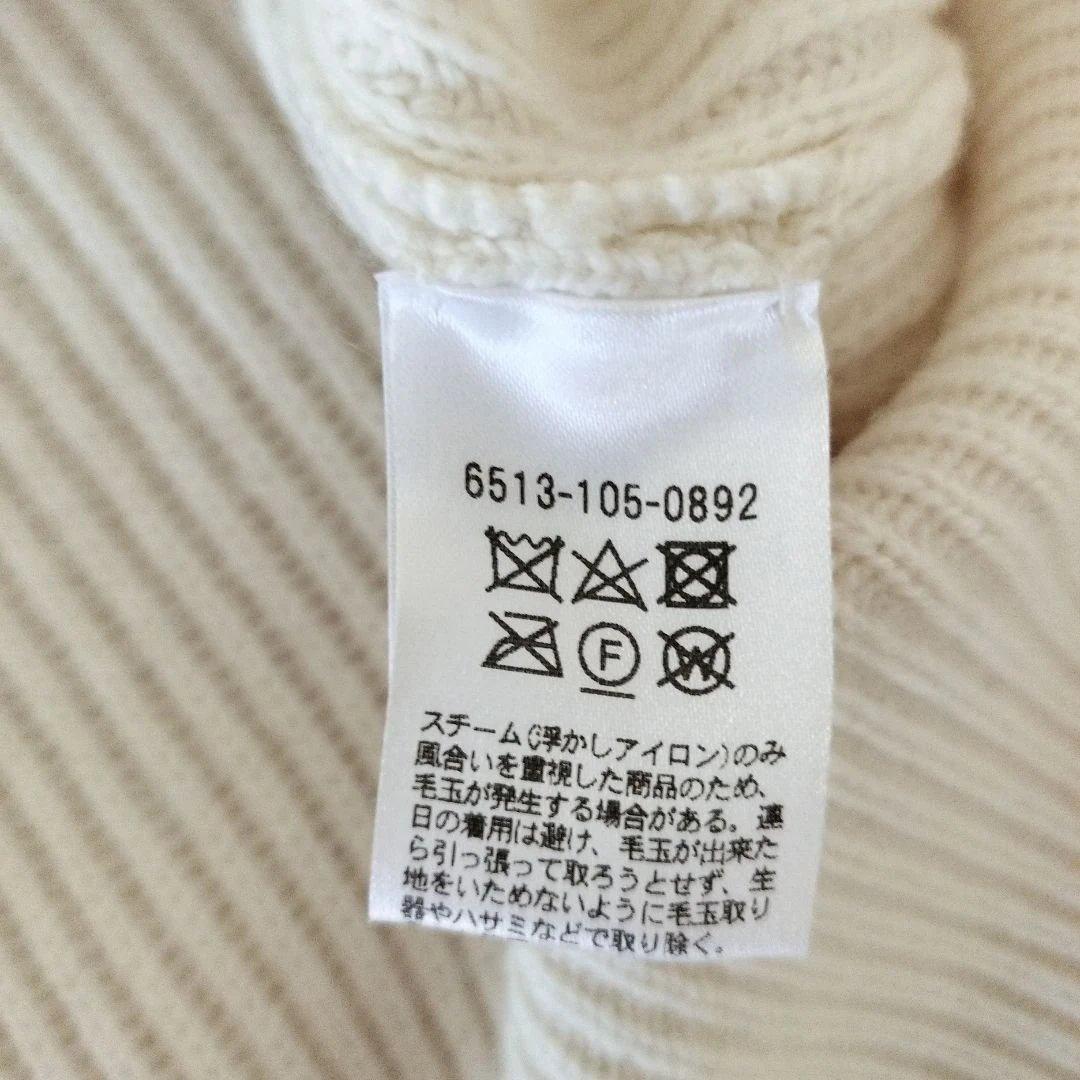 6513-105-0892
F
W
スチーム(浮かしアイロン)のみ
風合いを重視した商品のため、
毛玉が発生する場合がある。連
日の着用は避け、毛玉が出来た
ら引っ張って取ろうとせず、生
地をいためないように毛玉取り
器やハサミなどで取り除く。